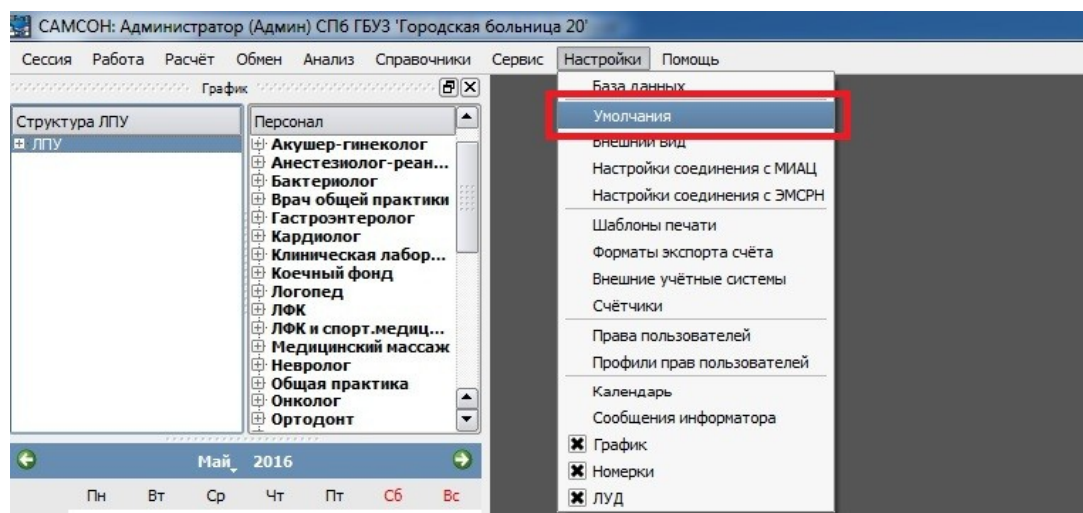 САМСОН: Администратор (Админ) СПб ГБУЗ 'Городская больница 20'
Сессия Работа Расчёт Обмен Анализ Справочники Сервис Настройки Помощь
График
Структура ЛПУ
ЛПУ
Персонал
Акушер-гинеколог
Анестезиолог-реан...
Бактериолог
Врач общей практики
Гастроэнтеролог
Кардиолог
Клиническая лабор...
Коечный фонд
Логопед
ЛФК
ЛФК и спорт.медиц...
Медицинский массаж
Невролог
Общая практика
Онколог
Ортодонт
База данных
Умолчания
Внешний вид
Настройки соединения с МИАЦ
Настройки соединения с ЭМСРН
Шаблоны печати
Форматы экспорта счёта
Внешние учётные системы
Счётчики
Права пользователей
Профили прав пользователей
Календарь
Сообщения информатора
График
Номерки
ЛУД
Май, 2016
Пн Вт Ср Чт Пт Сб Вс